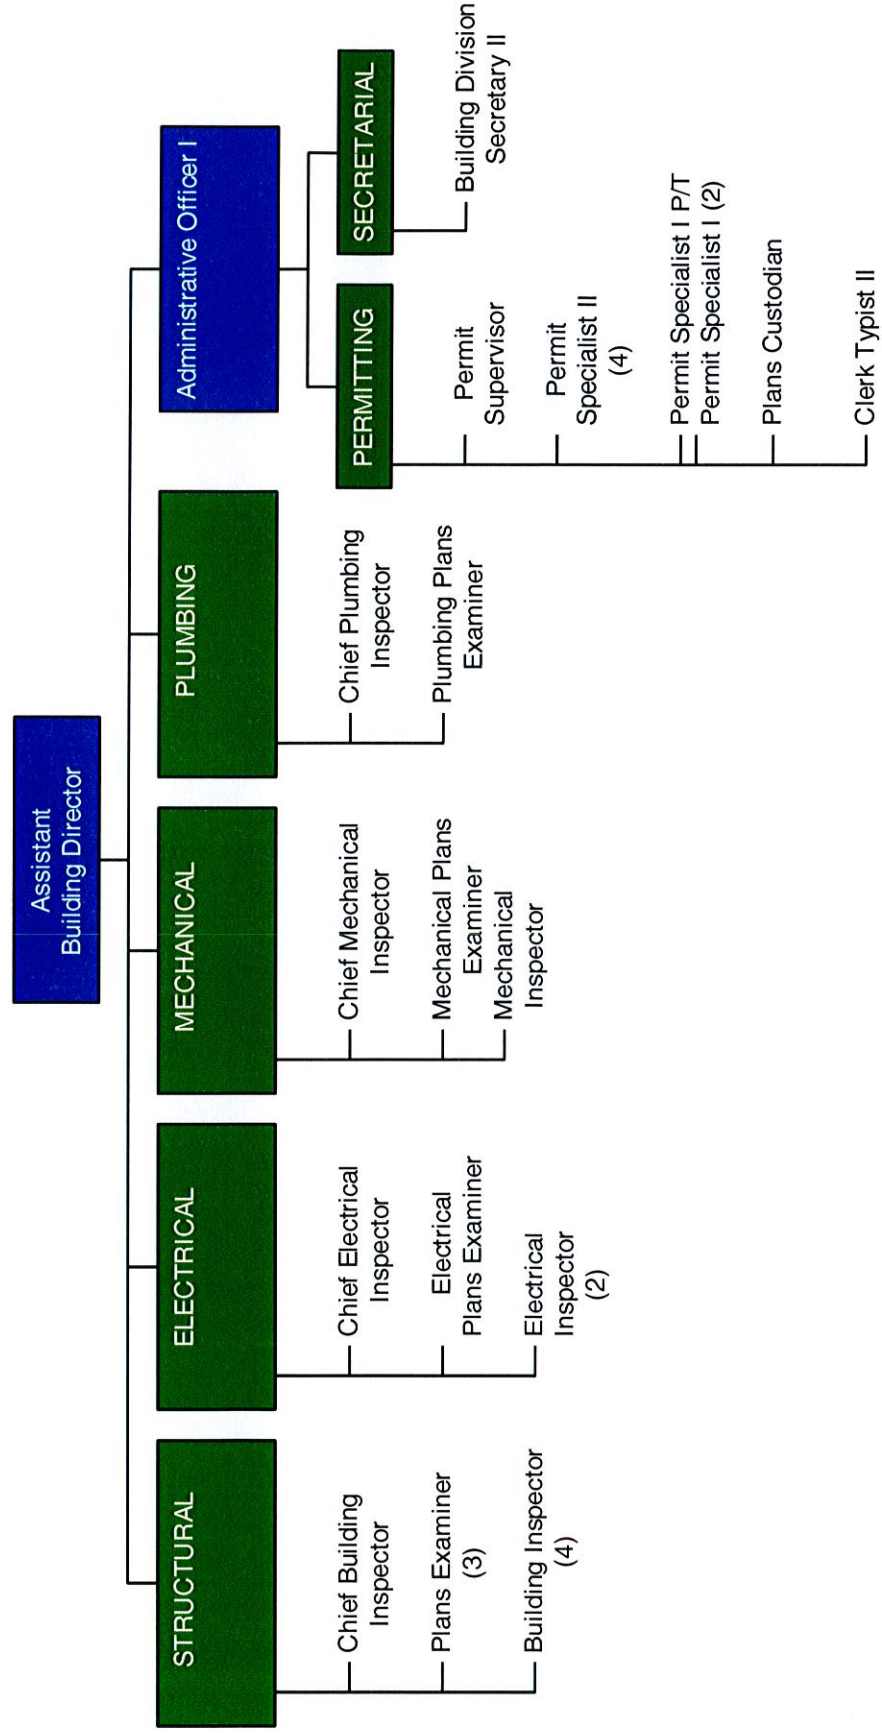 Assistant
Building Director
STRUCTURAL
Chief Building
Inspector
Plans Examiner
(3)
Building Inspector
(4)
ELECTRICAL
Chief Electrical
Inspector
Electrical
Plans Examiner
Electrical
Inspector
(2)
MECHANICAL
Chief Mechanical
Inspector
Mechanical Plans
Examiner
Mechanical
Inspector
PLUMBING
Chief Plumbing
Inspector
Plumbing Plans
Examiner
Administrative Officer I
PERMITTING
Permit
Supervisor
Permit
Specialist II
(4)
Permit Specialist I P/T
Permit Specialist I (2)
Plans Custodian
Clerk Typist II
SECRETARIAL
Building Division
Secretary II